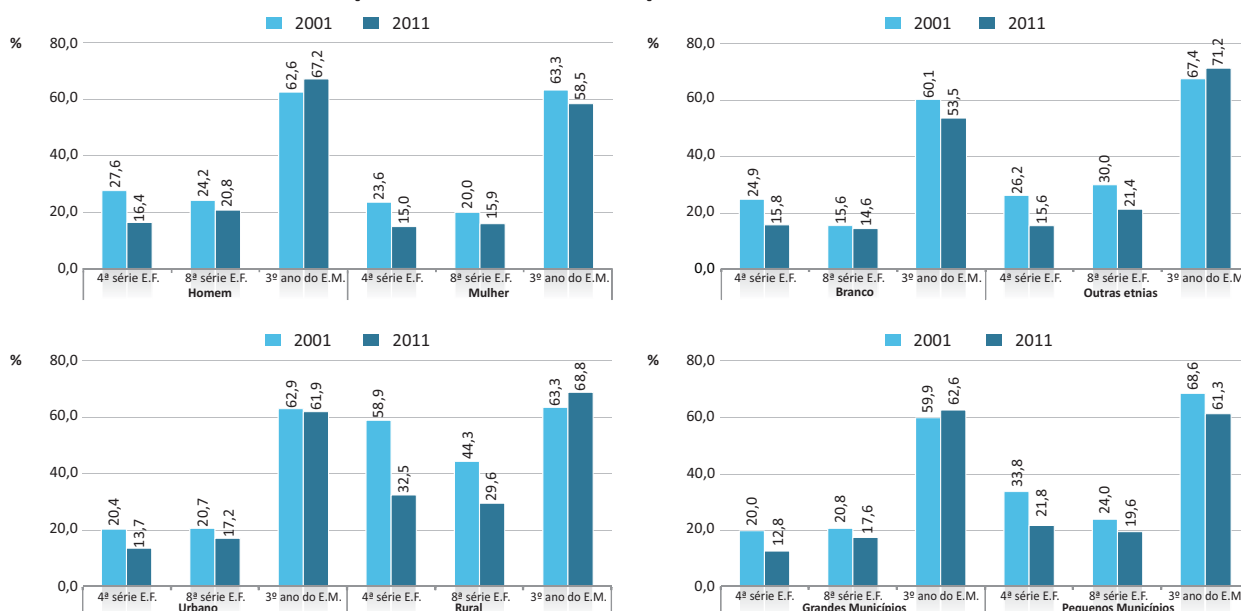 2001 2011
%
80,0
60,0
40,0
20,0
0,0
27,6 16,4 24,2 20,8 62,6 67,2 23,6 15,0 20,0 15,9 63,3 58,5
4ª série E.F. 8ª série E.F. 3º ano do E.M. 4ª série E.F. 8ª série E.F. 3º ano do E.M.
Homem Mulher
2001 2011
%
80,0
60,0
40,0
20,0
0,0
24,9 15,8 15,6 14,6 60,1 53,5 26,2 15,6 30,0 21,4 67,4 71,2
4ª série E.F. 8ª série E.F. 3º ano do E.M. 4ª série E.F. 8ª série E.F. 3º ano do E.M.
Branco Outras etnias
2001 2011
%
80,0
60,0
40,0
20,0
0,0
20,4 13,7 20,7 17,2 62,9 61,9 58,9 32,5 44,3 29,6 63,3 68,8
4ª série E.F. 8ª série E.F. 3º ano do E.M. 4ª série E.F. 8ª série E.F. 3º ano do E.M.
Urbano Rural
2001 2011
%
80,0
60,0
40,0
20,0
0,0
20,0 12,8 20,8 17,6 59,9 62,6 33,8 21,8 24,0 19,6 68,6 61,3
4ª série E.F. 8ª série E.F. 3º ano do E.M. 4ª série E.F. 8ª série E.F. 3º ano do E.M.
Grandes Municípios Pequenos Municípios